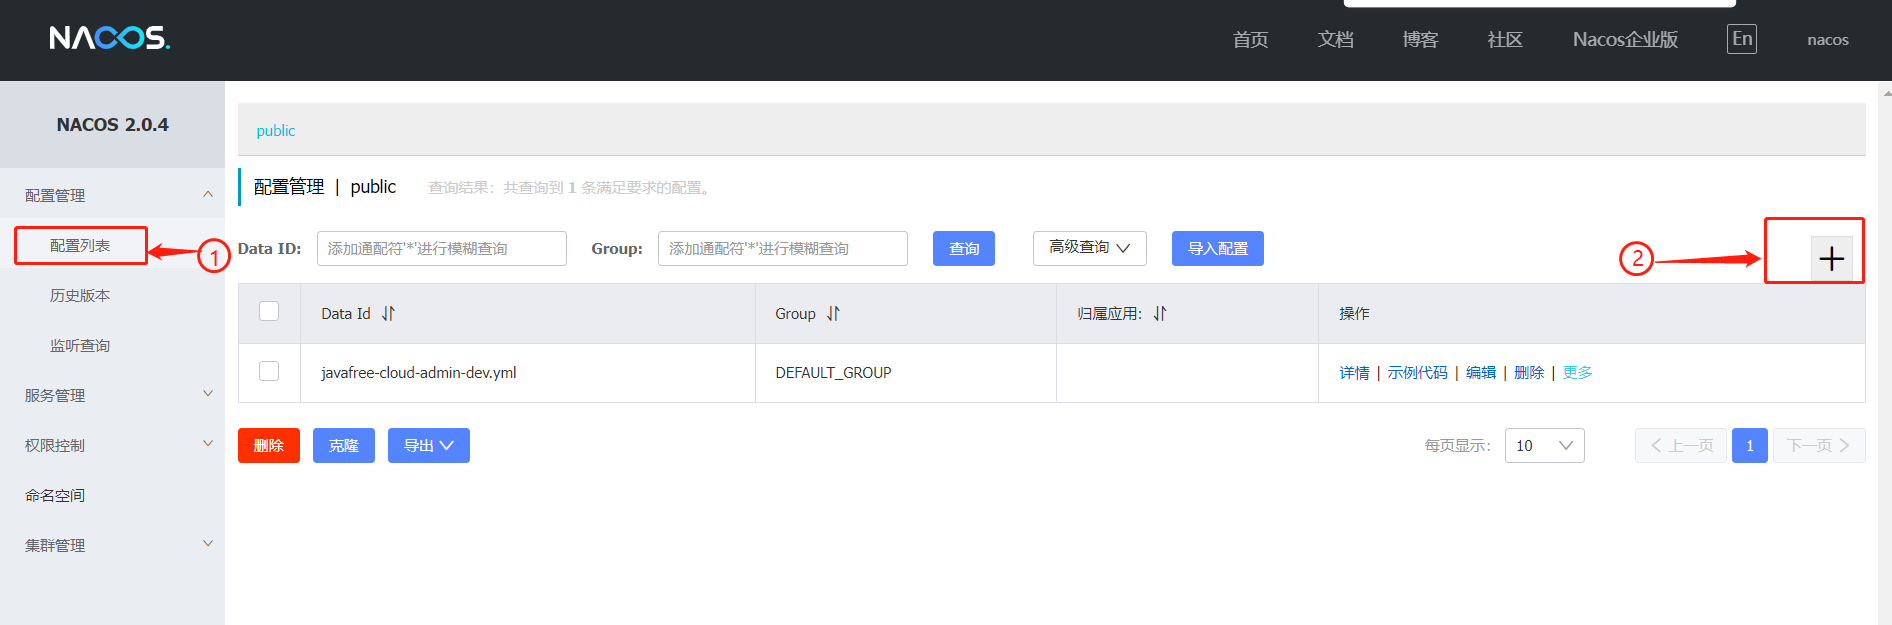 NACOS.
首页 文档 博客 社区 Nacos企业版 En nacos
NACOS 2.0.4
配置管理
配置列表
历史版本
监听查询
服务管理
权限控制
命名空间
集群管理
public
配置管理 | public 查询结果：共查询到 1 条满足要求的配置。
1
Data ID: 添加通配符'*'进行模糊查询 Group: 添加通配符'*'进行模糊查询 查询 高级查询 导入配置
2
Data Id Group 归属应用: 操作
javafree-cloud-admin-dev.yml DEFAULT_GROUP 详情 | 示例代码 | 编辑 | 删除 | 更多
删除 克隆 导出 每页显示: 10 上一页 1 下一页